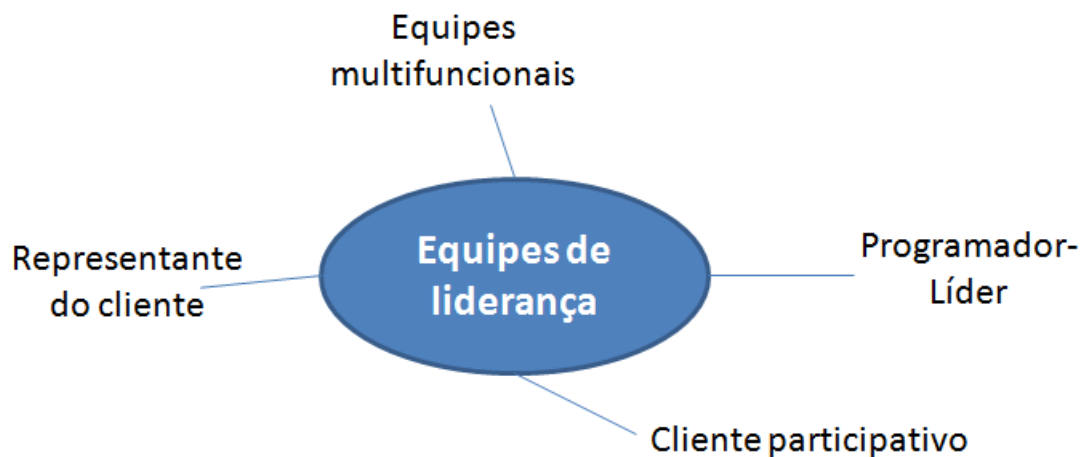 Equipes
multifuncionais
Representante
do cliente
Equipes de
liderança
Programador-
Líder
Cliente participativo